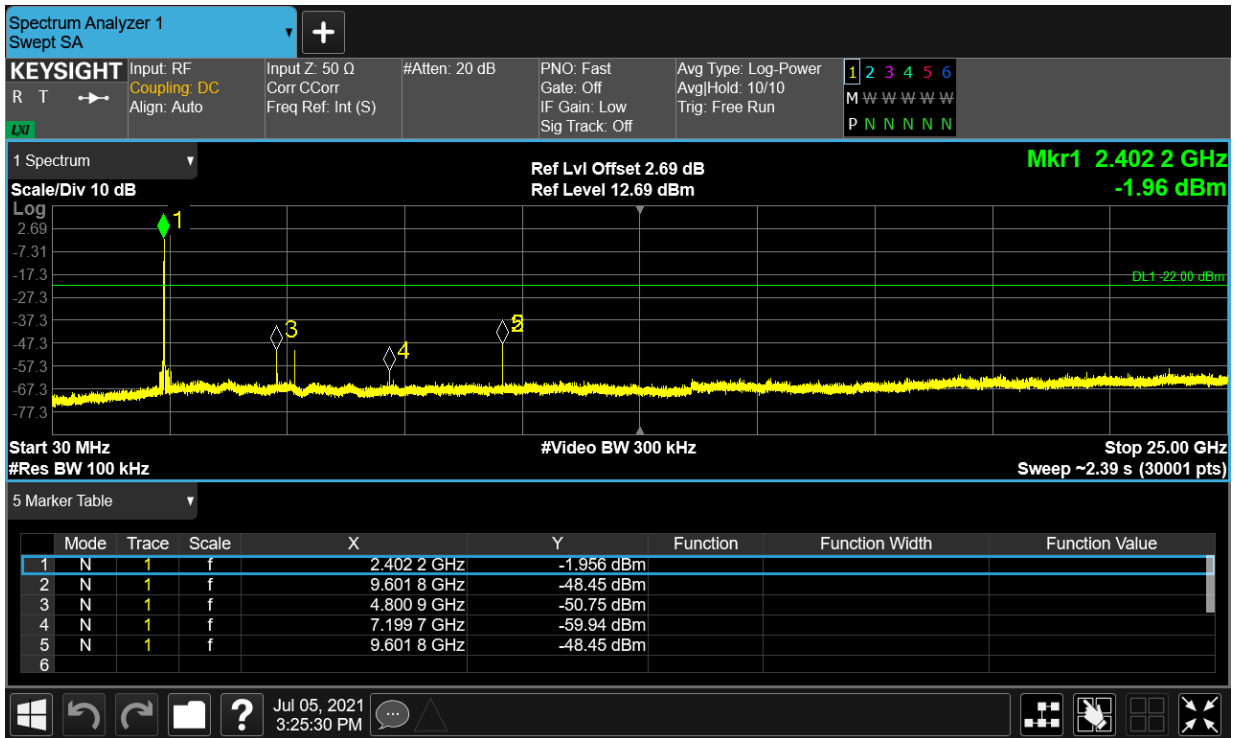 Spectrum Analyzer 1
Swept SA
+
KEYSIGHT
R T
LXI
Input: RF
Coupling: DC
Align: Auto
Input Z: 50 Ω
Corr CCorr
Freq Ref: Int (S)
#Atten: 20 dB
PNO: Fast
Gate: Off
IF Gain: Low
Sig Track: Off
Avg Type: Log-Power
Avg|Hold: 10/10
Trig: Free Run
1 2 3 4 5 6
M W W W W W
P N N N N N
1 Spectrum
Scale/Div 10 dB
Ref Lvl Offset 2.69 dB
Ref Level 12.69 dBm
Mkr1 2.402 2 GHz
-1.96 dBm
Log
2.69
-7.31
-17.3
-27.3
-37.3
-47.3
-57.3
-67.3
-77.3
1
3
4
DL1 -22.00 dBm
Start 30 MHz
#Res BW 100 kHz
#Video BW 300 kHz
Stop 25.00 GHz
Sweep ~2.39 s (30001 pts)
5 Marker Table
Mode Trace Scale X Y Function Function Width Function Value
1 N 1 f 2.402 2 GHz -1.956 dBm
2 N 1 f 9.601 8 GHz -48.45 dBm
3 N 1 f 4.800 9 GHz -50.75 dBm
4 N 1 f 7.199 7 GHz -59.94 dBm
5 N 1 f 9.601 8 GHz -48.45 dBm
6
?
Jul 05, 2021
3:25:30 PM